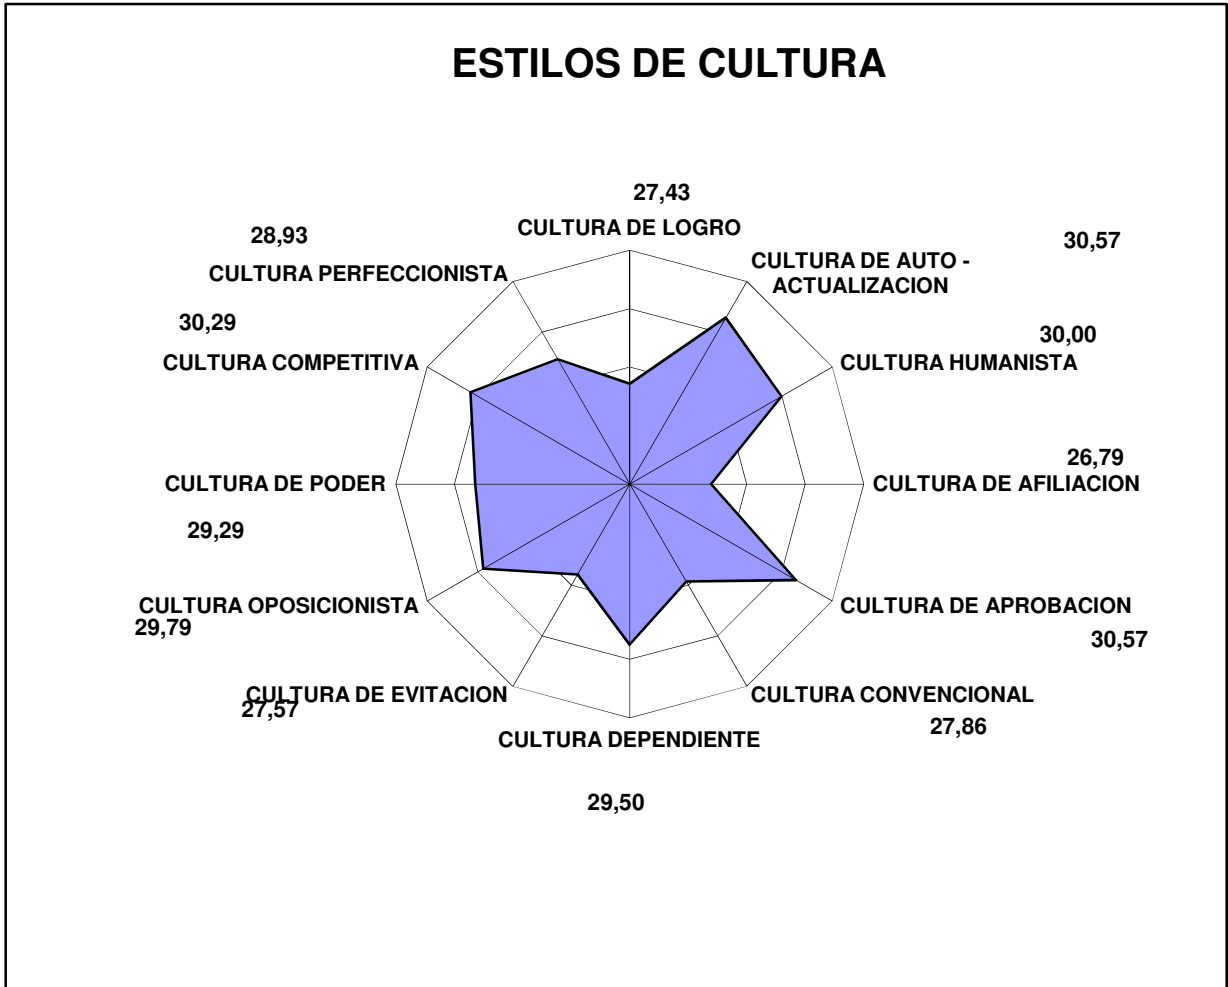 ESTILOS DE CULTURA
27,43
CULTURA DE LOGRO
30,57
CULTURA DE AUTO -
ACTUALIZACION
30,00
CULTURA HUMANISTA
26,79
CULTURA DE AFILIACION
CULTURA DE APROBACION
30,57
CULTURA CONVENCIONAL
27,86
CULTURA DEPENDIENTE
29,50
CULTURA DE EVITACION
27,57
CULTURA OPOSICIONISTA
29,79
CULTURA DE PODER
29,29
30,29
CULTURA COMPETITIVA
28,93
CULTURA PERFECCIONISTA